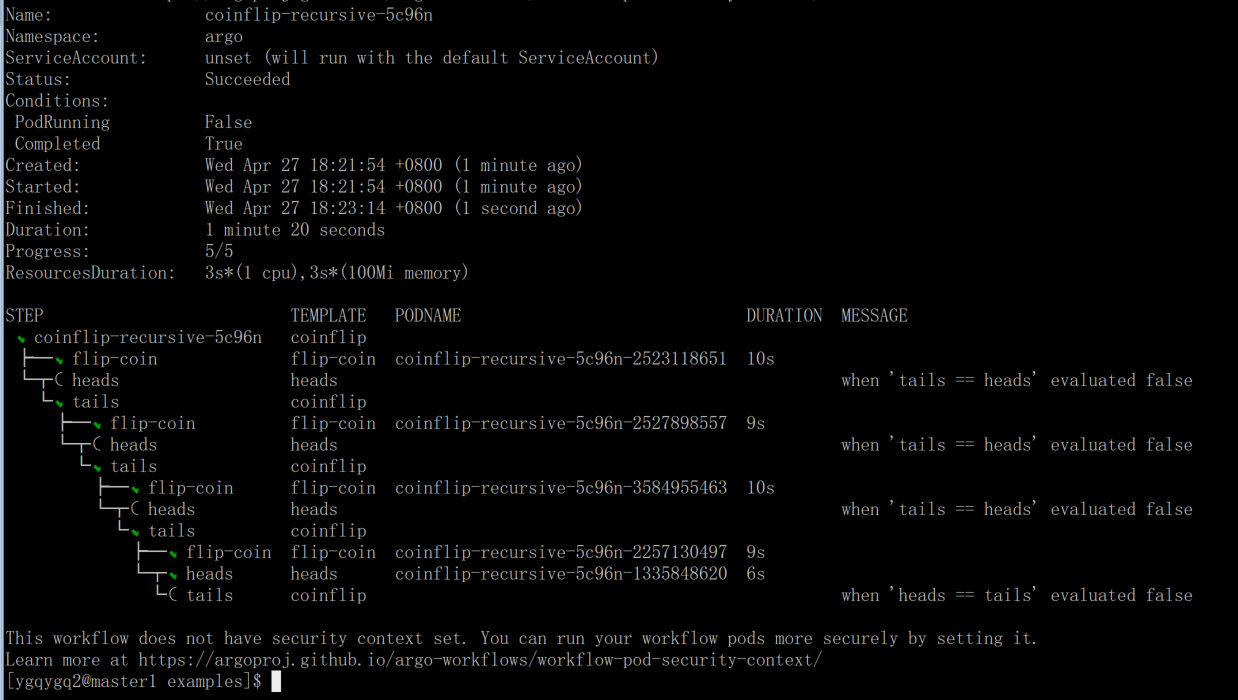 Name: coinflip-recursive-5c96n
Namespace: argo
ServiceAccount: unset (will run with the default ServiceAccount)
Status: Succeeded
Conditions:
PodRunning False
Completed True
Created: Wed Apr 27 18:21:54 +0800 (1 minute ago)
Started: Wed Apr 27 18:21:54 +0800 (1 minute ago)
Finished: Wed Apr 27 18:23:14 +0800 (1 second ago)
Duration: 1 minute 20 seconds
Progress: 5/5
ResourcesDuration: 3s*(1 cpu),3s*(100Mi memory)
STEP TEMPLATE PODNAME DURATION MESSAGE
coinflip-recursive-5c96n coinflip
flip-coin flip-coin coinflip-recursive-5c96n-2523118651 10s
heads heads when 'tails == heads' evaluated false
tails coinflip
flip-coin flip-coin coinflip-recursive-5c96n-2527898557 9s
heads heads when 'tails == heads' evaluated false
tails coinflip
flip-coin flip-coin coinflip-recursive-5c96n-3584955463 10s
heads heads when 'tails == heads' evaluated false
tails coinflip
flip-coin flip-coin coinflip-recursive-5c96n-2257130497 9s
heads heads coinflip-recursive-5c96n-1335848620 6s
tails coinflip when 'heads == tails' evaluated false
This workflow does not have security context set. You can run your workflow pods more securely by setting it.
Learn more at https://argoproj.github.io/argo-workflows/workflow-pod-security-context/
[ygqygq2@master1 examples]$